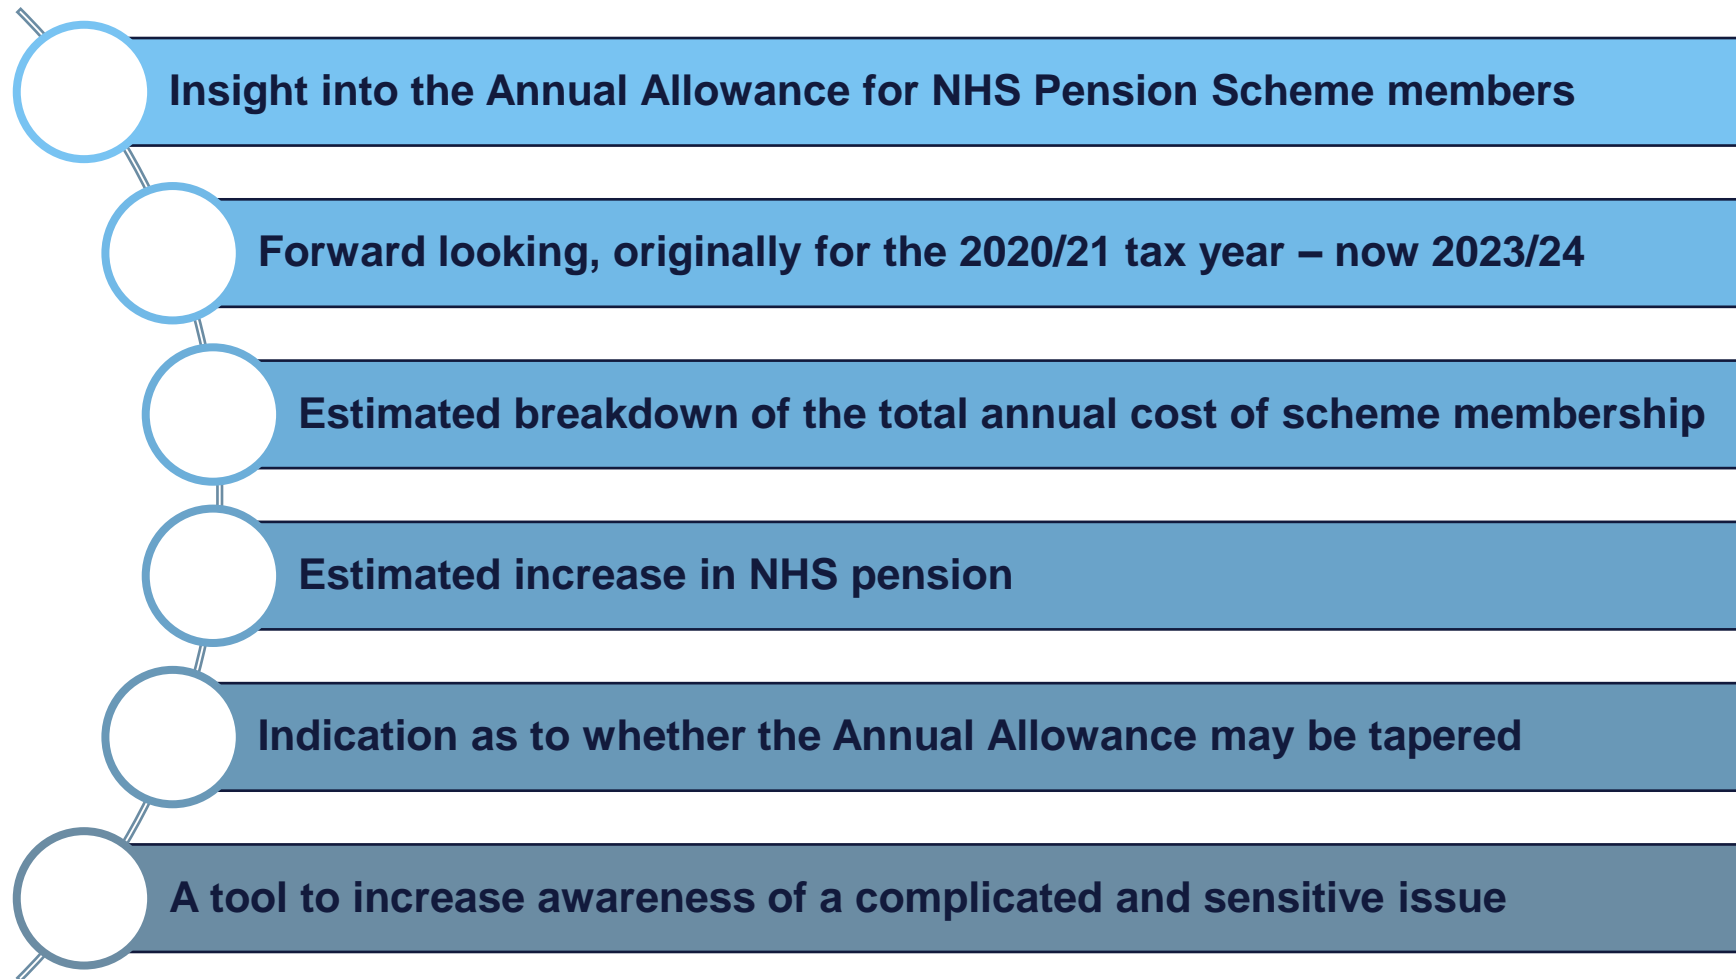 Insight into the Annual Allowance for NHS Pension Scheme members
Forward looking, originally for the 2020/21 tax year – now 2023/24
Estimated breakdown of the total annual cost of scheme membership
Estimated increase in NHS pension
Indication as to whether the Annual Allowance may be tapered
A tool to increase awareness of a complicated and sensitive issue